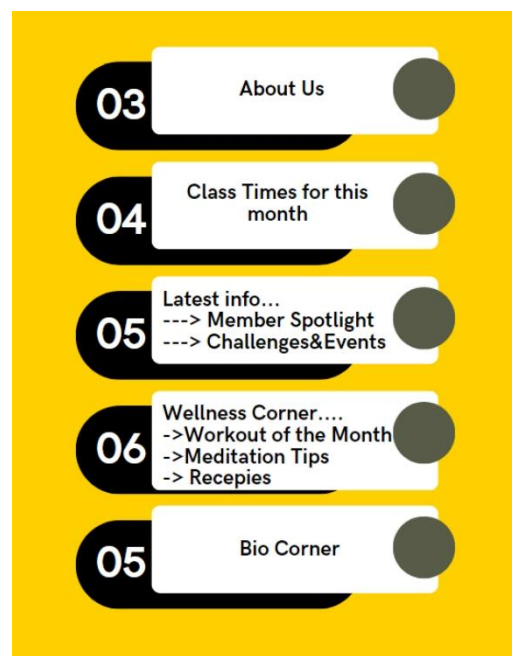 03
About Us
04
Class Times for this
month
05
Latest info...
---> Member Spotlight
---> Challenges&Events
06
Wellness Corner....
->Workout of the Month
->Meditation Tips
-> Recepies
05
Bio Corner